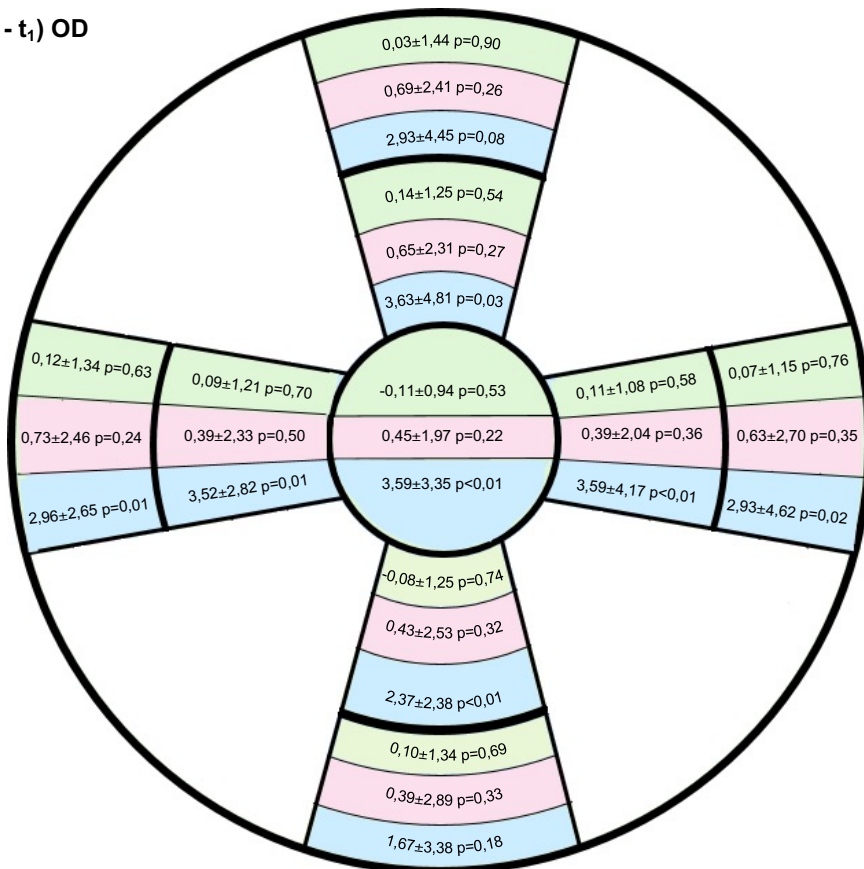 - t₁) OD
0,03±1,44 p=0,90
0,69±2,41 p=0,26
2,93±4,45 p=0,08
0,14±1,25 p=0,54
0,65±2,31 p=0,27
3,63±4,81 p=0,03
0,12±1,34 p=0,63
0,73±2,46 p=0,24
2,96±2,65 p=0,01
0,09±1,21 p=0,70
0,39±2,33 p=0,50
3,52±2,82 p=0,01
-0,11±0,94 p=0,53
0,45±1,97 p=0,22
3,59±3,35 p<0,01
0,11±1,08 p=0,58
0,39±2,04 p=0,36
3,59±4,17 p<0,01
0,07±1,15 p=0,76
0,63±2,70 p=0,35
2,93±4,62 p=0,02
-0,08±1,25 p=0,74
0,43±2,53 p=0,32
2,37±2,38 p<0,01
0,10±1,34 p=0,69
0,39±2,89 p=0,33
1,67±3,38 p=0,18